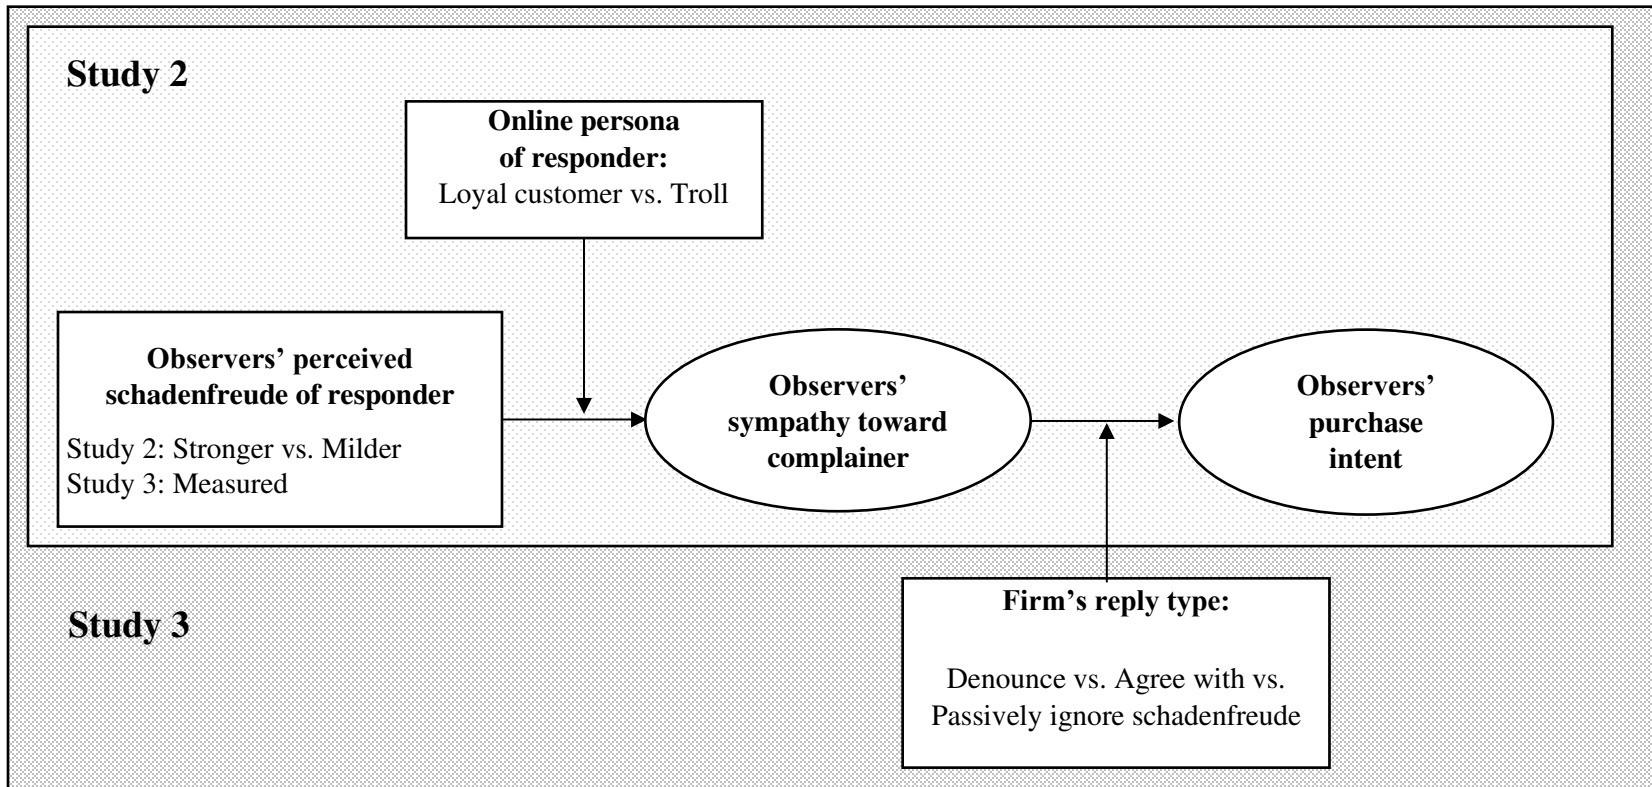 Study 2
Online persona
of responder:
Loyal customer vs. Troll
Observers’ perceived
schadenfreude of responder
Study 2: Stronger vs. Milder
Study 3: Measured
Observers’
sympathy toward
complainer
Observers’
purchase
intent
Study 3
Firm’s reply type:
Denounce vs. Agree with vs.
Passively ignore schadenfreude